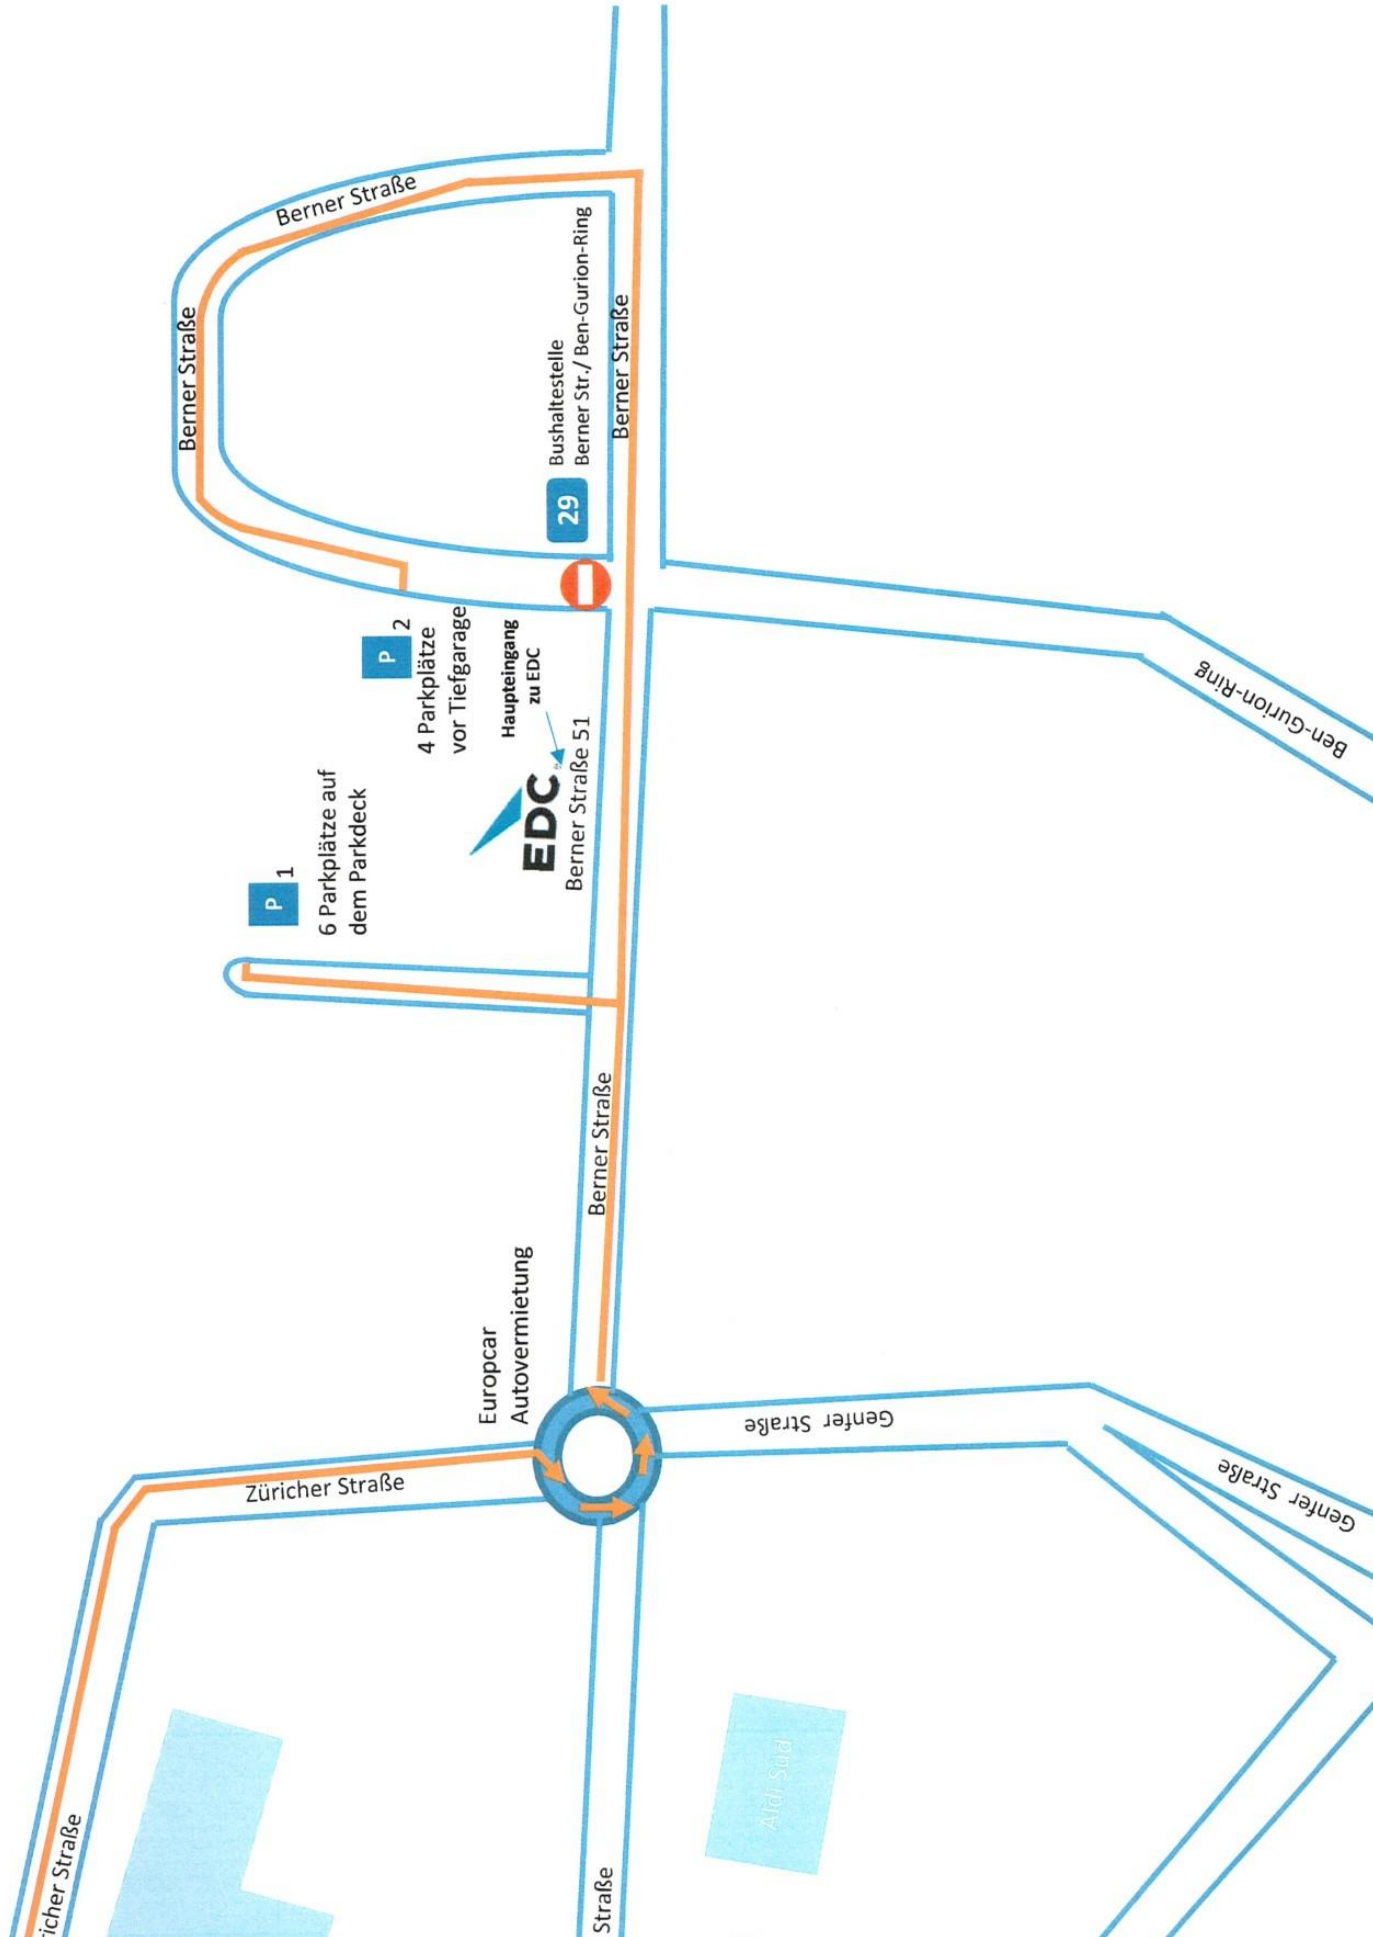 Berner Straße
Berner Straße
Bushaltestelle
Berner Str./ Ben-Gurion-Ring
29
Berner Straße
P
2
4 Parkplätze
vor Tiefgarage
Haupteingang
zu EDC
EDC
Berner Straße 51
P
1
6 Parkplätze auf
dem Parkdeck
Ben-Gurion-Ring
Berner Straße
Europcar
Autovermietung
Züricher Straße
Genfer Straße
Genfer Straße
Aldi Süd
icher Straße
Straße